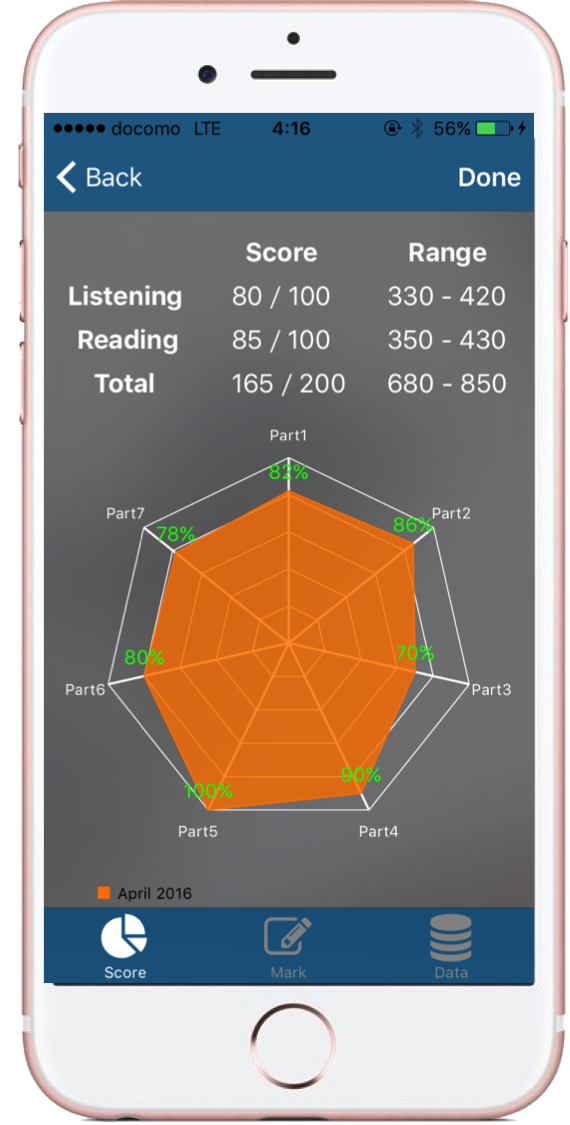 docomo LTE 4:16 56%
Back Done
Score Range
Listening 80 / 100 330 - 420
Reading 85 / 100 350 - 430
Total 165 / 200 680 - 850
Part1
82%
Part7 Part2
78% 86%
80% 70%
Part6 Part3
100% 90%
Part5 Part4
April 2016
Score Mark Data